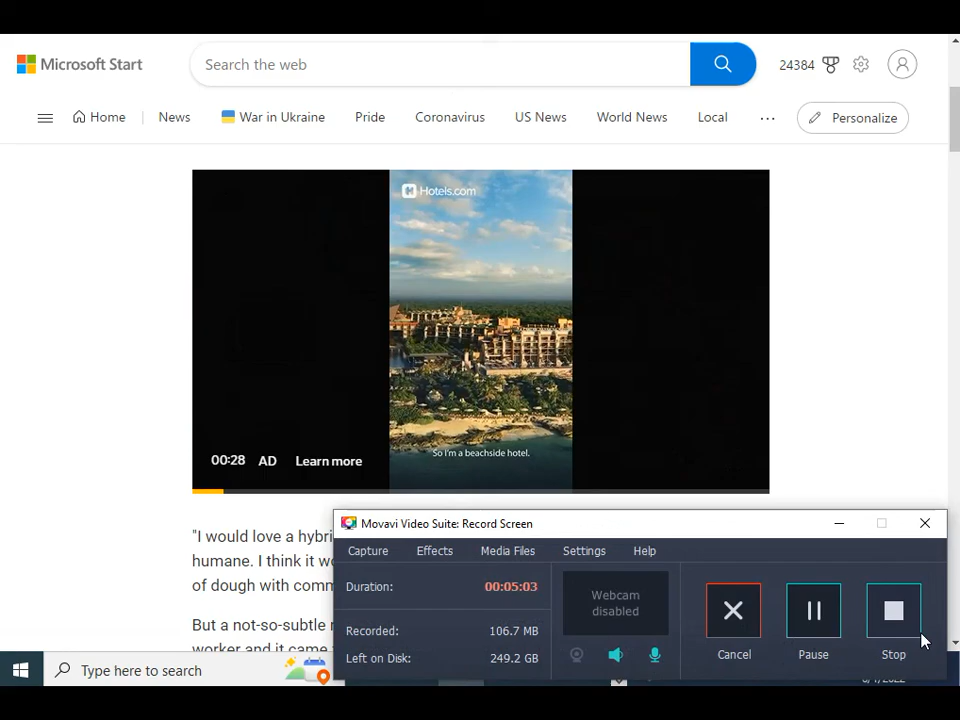 Microsoft Start
Search the web
24384
Home
News
War in Ukraine
Pride
Coronavirus
US News
World News
Local
...
Personalize
Hotels.com
So I'm a beachside hotel.
00:28 AD Learn more
"I would love a hybri
humane. I think it wo
of dough with comm
But a not-so-subtle
worker and it came
Movavi Video Suite: Record Screen
Capture Effects Media Files Settings Help
Duration: 00:05:03
Recorded: 106.7 MB
Left on Disk: 249.2 GB
Webcam
disabled
Cancel
Pause
Stop
Type here to search